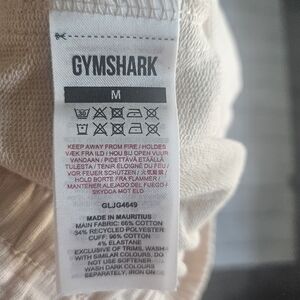 GYMSHARK
M
KEEP AWAY FROM FIRE / HOLDES
VÆK FRA ILD / HOU BIJ OPEN VUUR
VANDAAN / PIDETTÄVÄ ETÄÄLLÄ
TULESTA / TENIR ÉLOIGNÉ DU FEU /
VOR FEUER SCHÜTZEN / 火気厳禁 /
HOLD BORTE FRA FLAMMER /
MANTENER ALEJADO DEL FUEGO /
SKYDDA MOT ELD
GLJG4649
MADE IN MAURITIUS
MAIN FABRIC: 66% COTTON
34% RECYCLED POLYESTER
CUFF: 96% COTTON
4% ELASTANE
EXCLUSIVE OF TRIMS, WASH
WITH SIMILAR COLOURS, DO
NOT USE SOFTENER
WASH DARK COLOURS
SEPARATELY, IRON ON